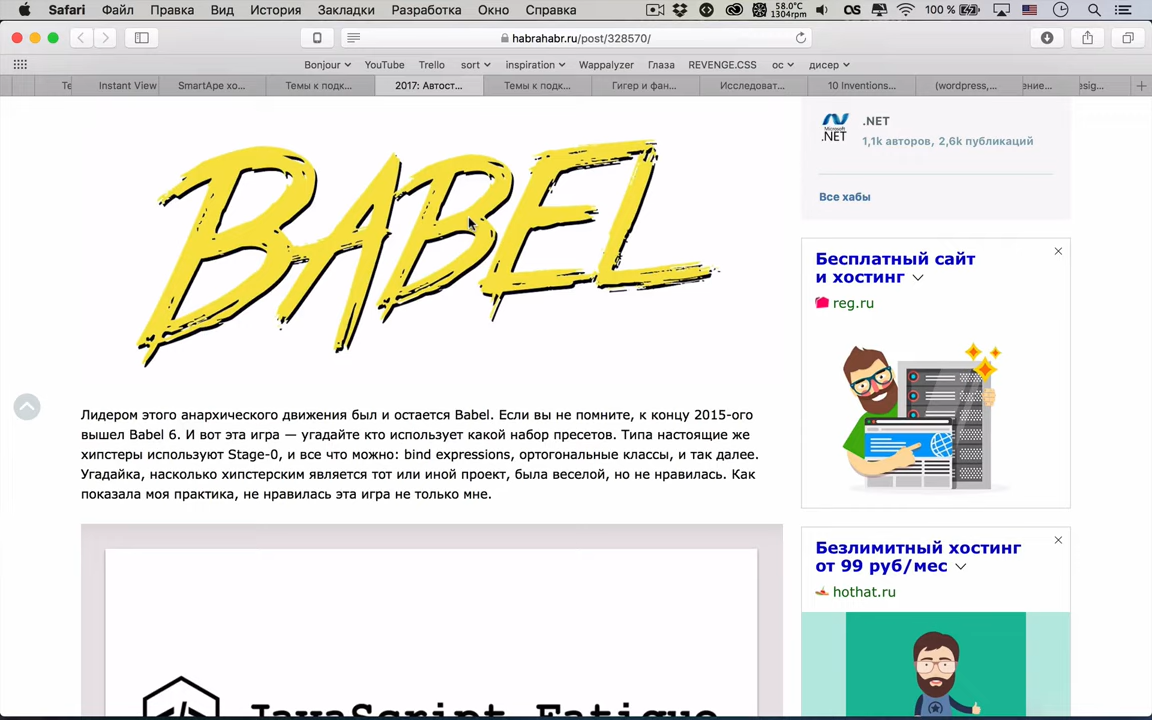 Safari Файл Правка Вид История Закладки Разработка Окно Справка 58.0°C 1304rpm 100 %
habrahabr.ru/post/328570/
Bonjour YouTube Trello sort inspiration Wappalyzer Глаза REVENGE.CSS ос дисер
Те Instant View SmartApe хо... Темы к подк... 2017: Автост... Темы к подк... Гигер и фан... Исследоват... 10 Inventions... (wordpress,... ение... esig...
.NET
Microsoft
.NET
1,1k авторов, 2,6k публикаций
Все хабы
BABEL
Лидером этого анархического движения был и остается Babel. Если вы не помните, к концу 2015-ого
вышел Babel 6. И вот эта игра — угадайте кто использует какой набор пресетов. Типа настоящие же
хипстеры используют Stage-0, и все что можно: bind expressions, ортогональные классы, и так далее.
Угадайка, насколько хипстерским является тот или иной проект, была веселой, но не нравилась. Как
показала моя практика, не нравилась эта игра не только мне.
JavaScript Fatigue
Бесплатный сайт
и хостинг
reg.ru
Безлимитный хостинг
от 99 руб/мес
hothat.ru